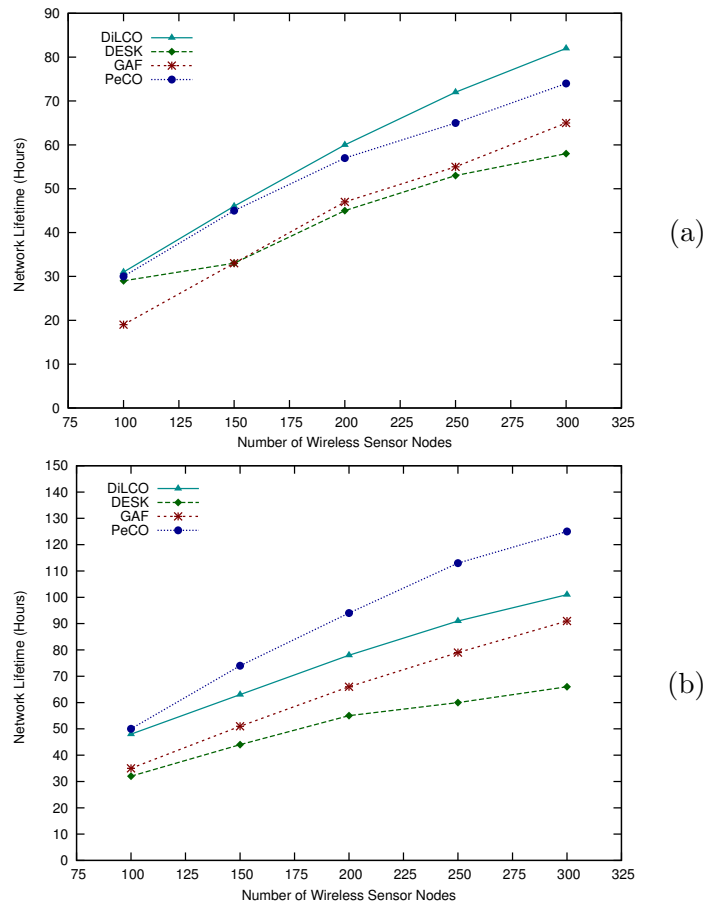 90
80
70
60
50
40
30
20
10
0
Network Lifetime (Hours)
DiLCO
DESK
GAF
PeCO
75 100 125 150 175 200 225 250 275 300 325
Number of Wireless Sensor Nodes
(a)
150
140
130
120
110
100
90
80
70
60
50
40
30
20
10
0
Network Lifetime (Hours)
DiLCO
DESK
GAF
PeCO
75 100 125 150 175 200 225 250 275 300 325
Number of Wireless Sensor Nodes
(b)